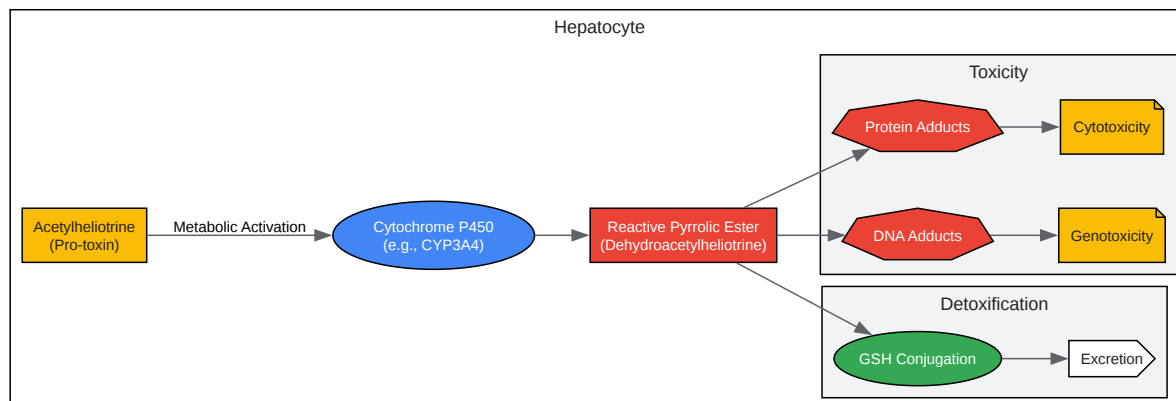 Hepatocyte
Toxicity
Protein Adducts
Cytotoxicity
Acetylheliotrine
(Pro-toxin)
Metabolic Activation
Cytochrome P450
(e.g., CYP3A4)
Reactive Pyrrolic Ester
(Dehydroacetylheliotrine)
DNA Adducts
Genotoxicity
Detoxification
GSH Conjugation
Excretion